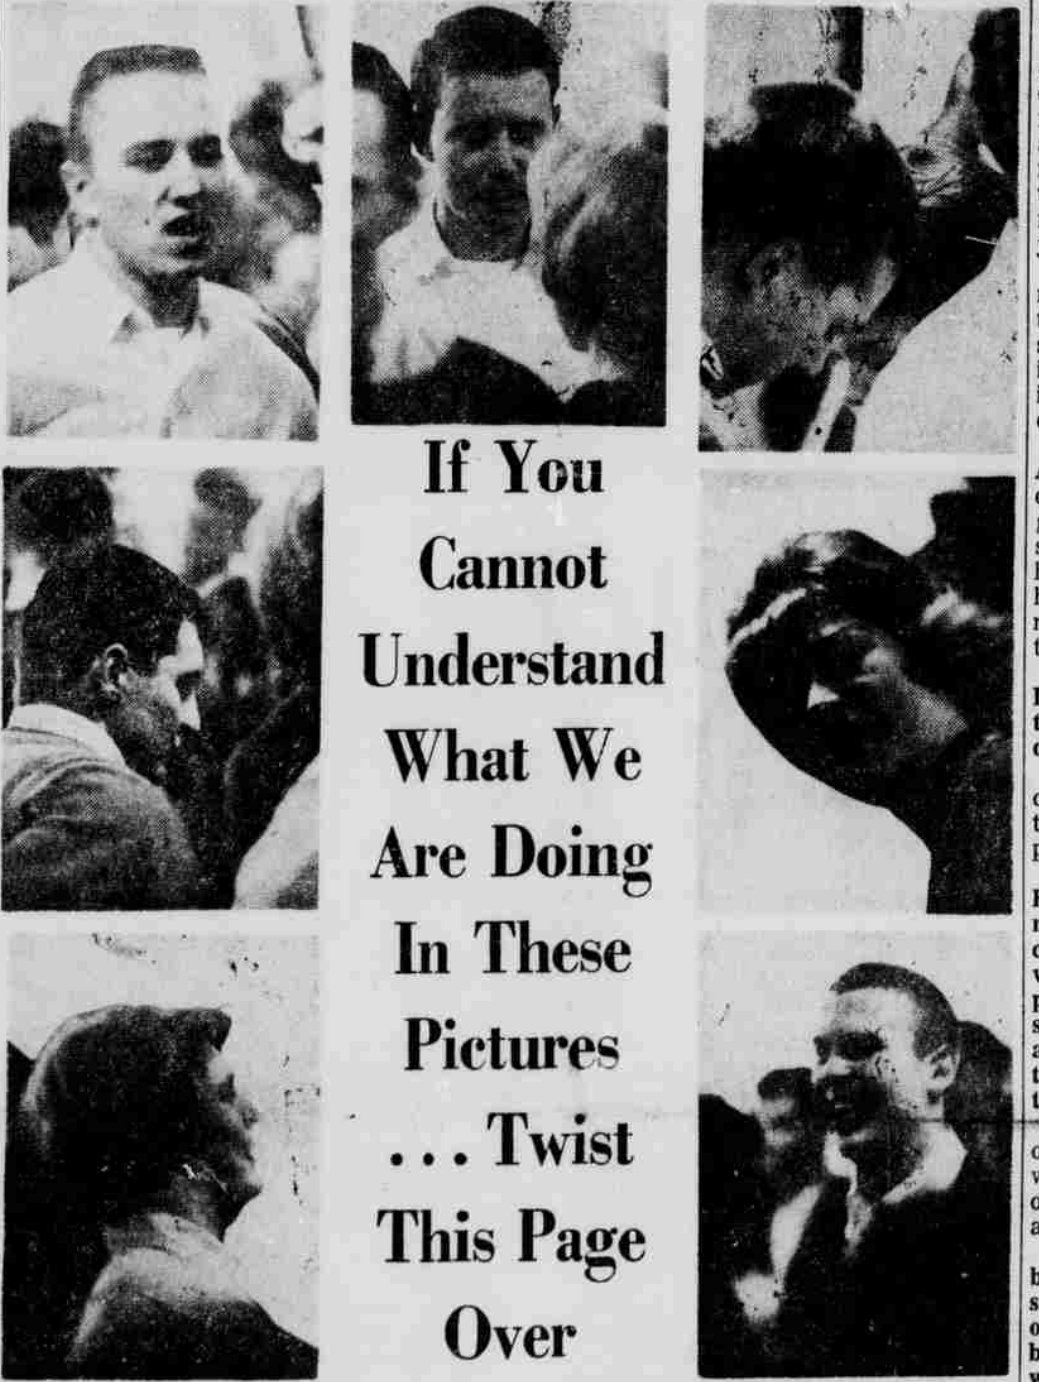 If You
Cannot
Understand
What We
Are Doing
In These
Pictures
... Twist
This Page
Over